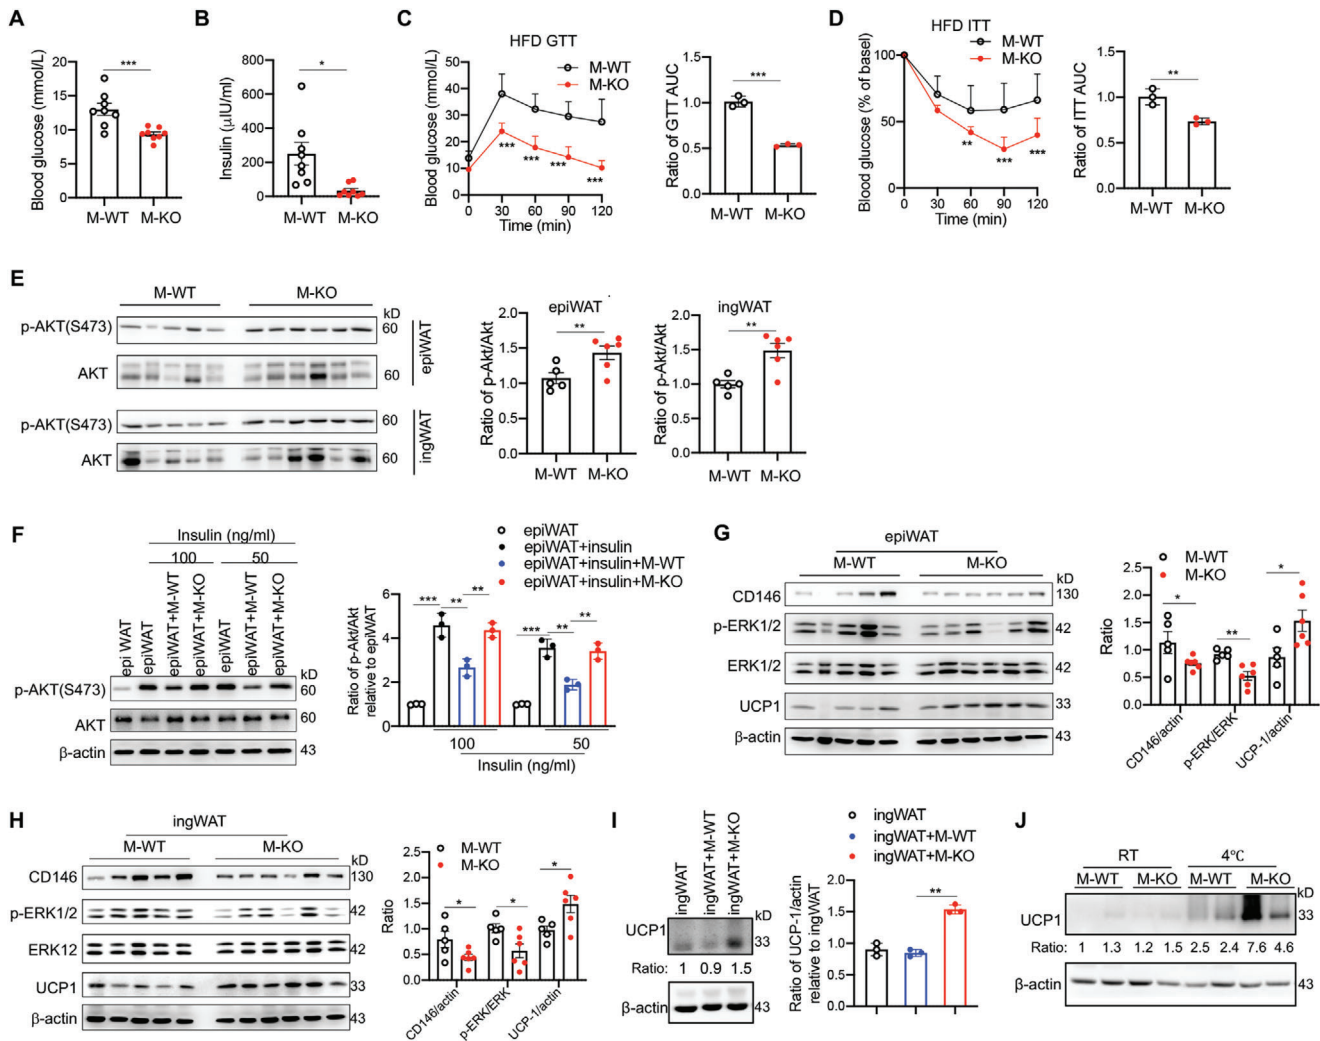 A
Blood glucose (mmol/L)
20
15
10
5
0
***
M-WT
M-KO
B
Insulin (µIU/ml)
800
600
400
200
0
*
M-WT
M-KO
C
HFD GTT
M-WT
M-KO
Blood glucose (mmol/L)
60
50
40
30
20
10
0
***
***
***
***
0 30 60 90 120
Time (min)
Ratio of GTT AUC
1.5
1.0
0.5
0.0
***
M-WT
M-KO
D
HFD ITT
M-WT
M-KO
Blood glucose (% of basel)
100
50
0
**
***
***
0 30 60 90 120
Time (min)
Ratio of ITT AUC
1.5
1.0
0.5
0.0
**
M-WT
M-KO
E
M-WT
M-KO
kD
p-AKT(S473)
60
AKT
60
epiWAT
p-AKT(S473)
60
AKT
60
ingWAT
epiWAT
Ratio of p-Akt/Akt
2.0
1.5
1.0
0.5
0.0
**
M-WT M-KO
ingWAT
Ratio of p-Akt/Akt
2.0
1.5
1.0
0.5
0.0
**
M-WT M-KO
F
Insulin (ng/ml)
100
50
epi WAT
epiWAT
epiWAT+M-WT
epiWAT+M-KO
epiWAT
epiWAT+M-WT
epiWAT+M-KO
kD
p-AKT(S473)
60
AKT
60
β-actin
43
epiWAT
epiWAT+insulin
epiWAT+insulin+M-WT
epiWAT+insulin+M-KO
Ratio of p-Akt/Akt
relative to epiWAT
6
4
2
0
***
**
**
***
**
**
100
50
Insulin (ng/ml)
G
epiWAT
M-WT
M-KO
kD
CD146
130
p-ERK1/2
42
ERK1/2
42
UCP1
33
β-actin
43
M-WT
M-KO
Ratio
2.5
2.0
1.5
1.0
0.5
0.0
*
**
*
CD146/actin
p-ERK/ERK
UCP-1/actin
H
ingWAT
M-WT
M-KO
kD
CD146
130
p-ERK1/2
42
ERK12
42
UCP1
33
β-actin
43
M-WT
M-KO
Ratio
2.5
2.0
1.5
1.0
0.5
0.0
*
*
*
CD146/actin
p-ERK/ERK
UCP-1/actin
I
ingWAT
ingWAT+M-WT
ingWAT+M-KO
kD
UCP1
33
Ratio: 1 0.9 1.5
β-actin
43
ingWAT
ingWAT+M-WT
ingWAT+M-KO
Ratio of UCP-1/actin
relative to ingWAT
2.0
1.5
1.0
0.5
0.0
**
J
RT
4°C
M-WT M-KO M-WT M-KO
kD
UCP1
33
Ratio: 1 1.3 1.2 1.5 2.5 2.4 7.6 4.6
β-actin
43